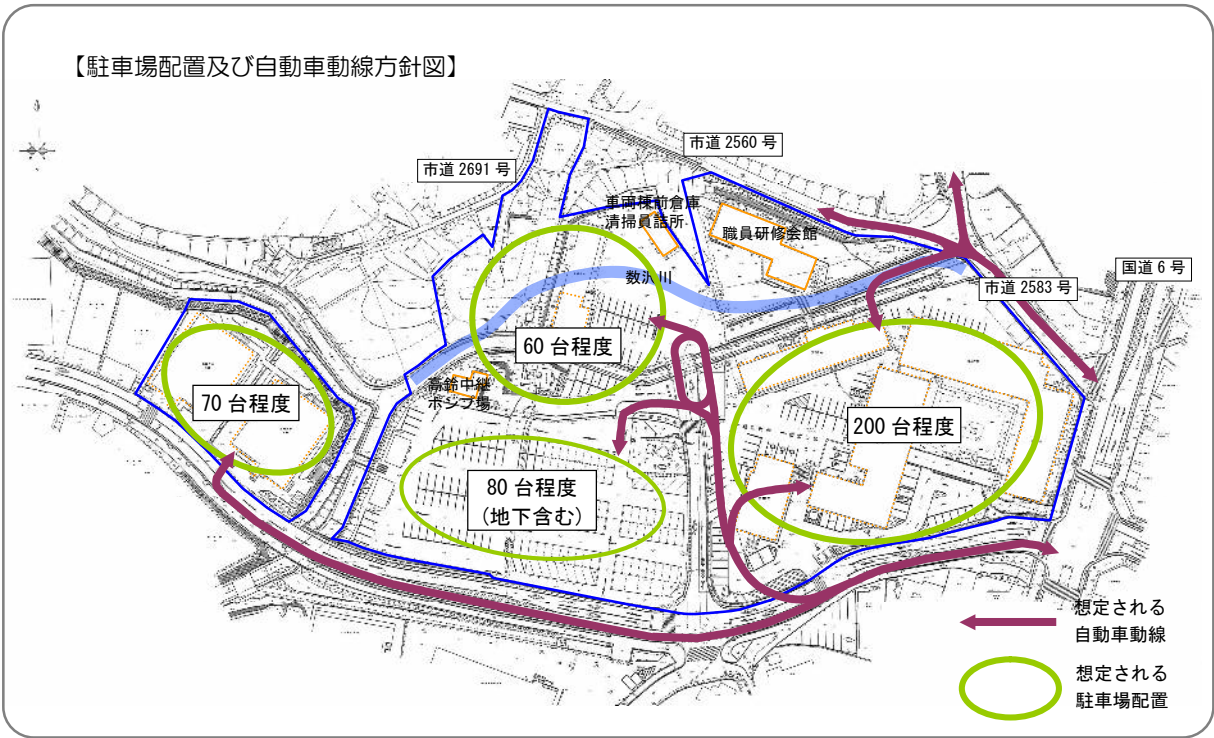 【駐車場配置及び自動車動線方針図】
市道 2560 号
市道 2691 号
車両棟前倉庫
清掃員詰所
職員研修会館
国道 6 号
数沢川
市道 2583 号
60 台程度
高鈴中継
ポンプ場
70 台程度
200 台程度
80 台程度
(地下含む)
想定される
自動車動線
想定される
駐車場配置